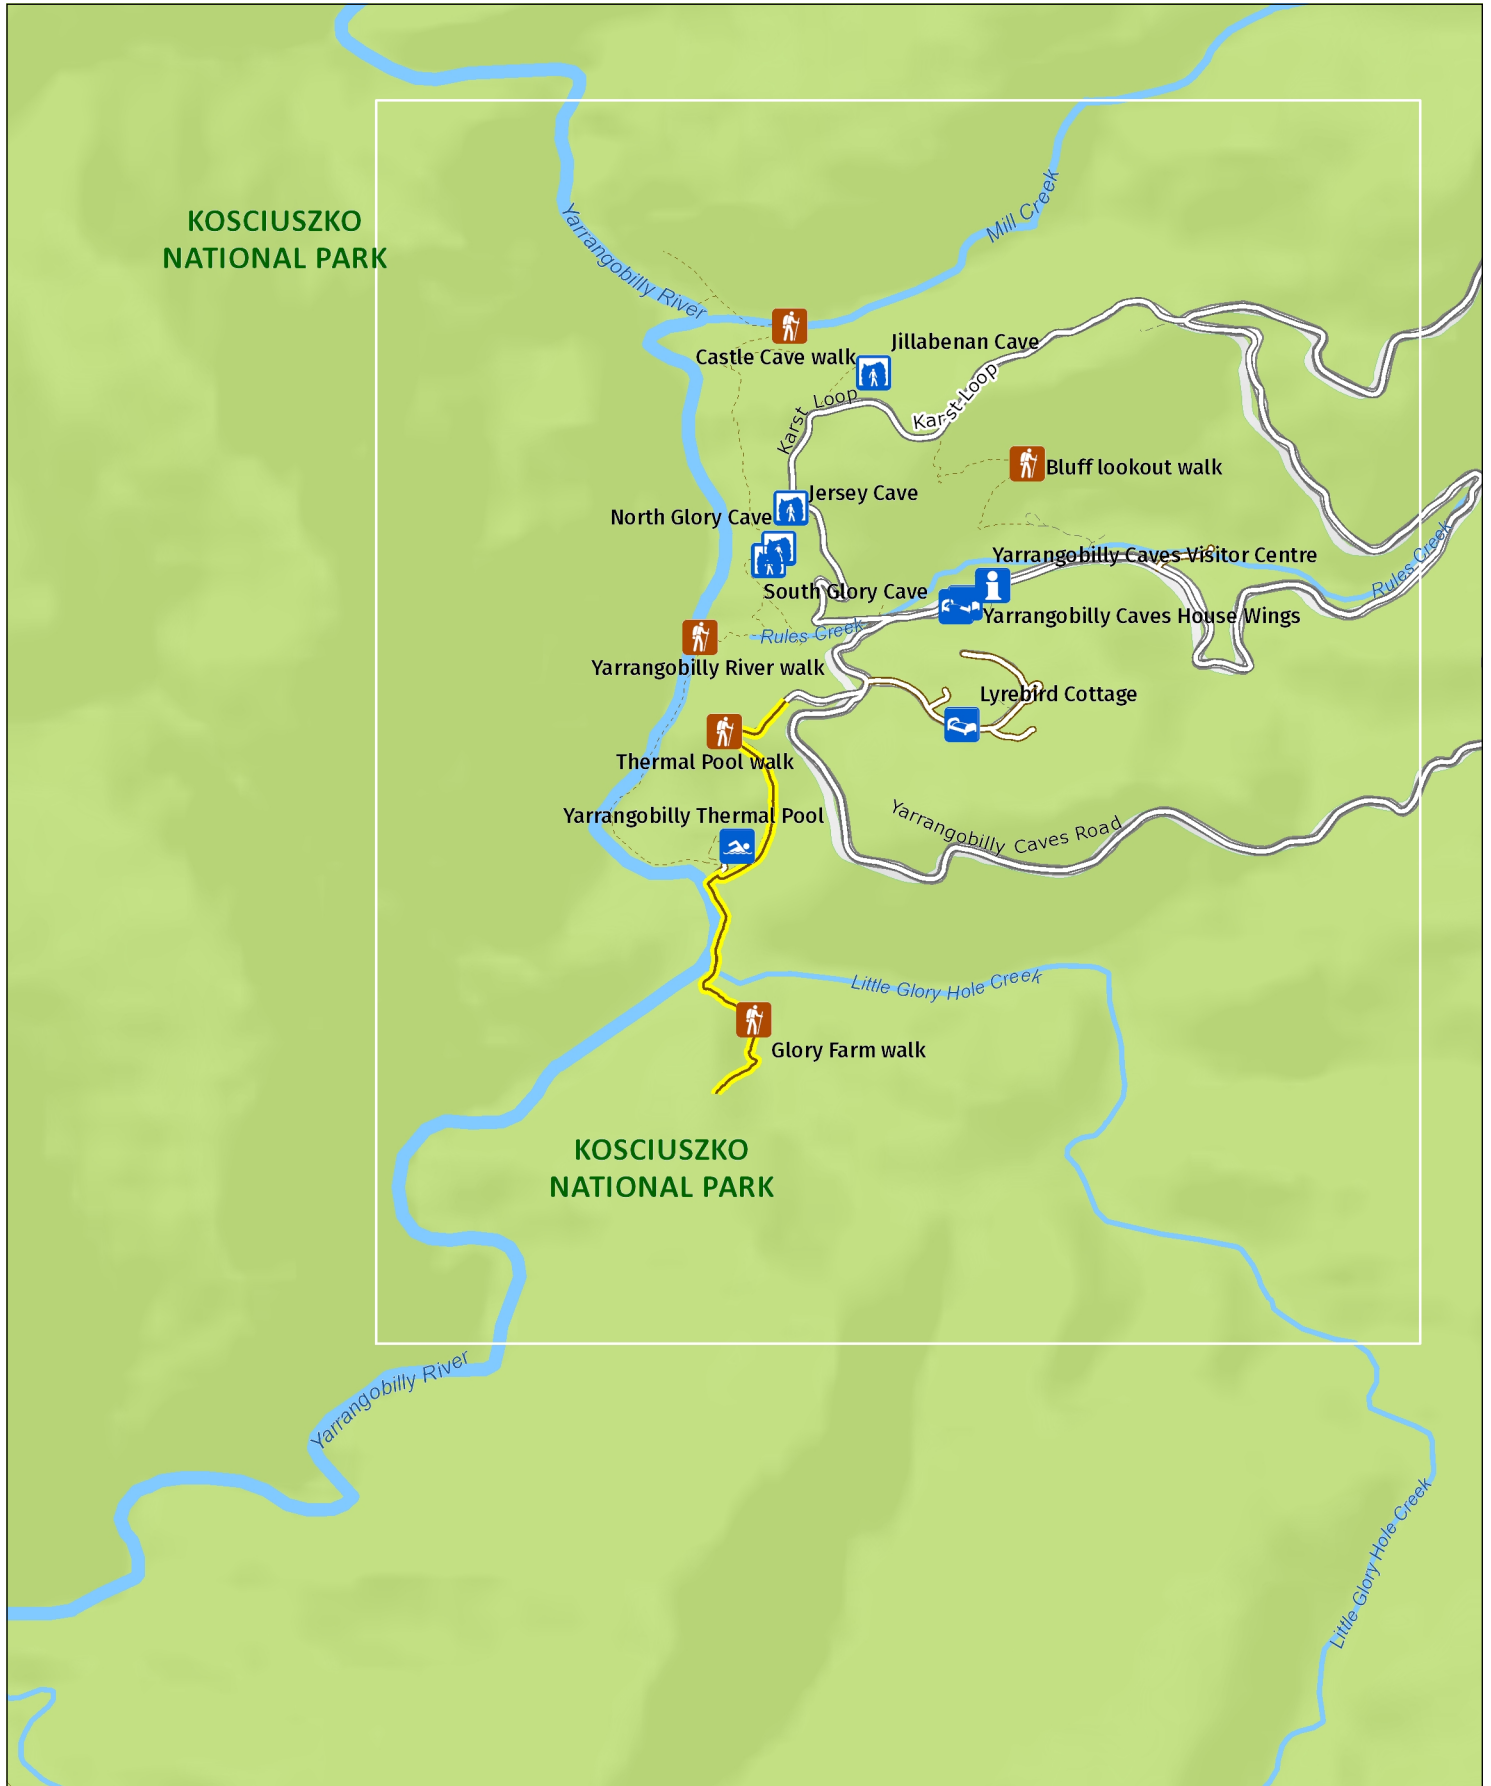 KOSCIUSZKO
NATIONAL PARK
Yarrangobilly River
Mill Creek
Castle Cave walk
Jillabenan Cave
Karst Loop
Karst Loop
Bluff lookout walk
Jersey Cave
North Glory Cave
Yarrangobilly Caves Visitor Centre
Rules Creek
South Glory Cave
Yarrangobilly Caves House Wings
Rules Creek
Yarrangobilly River walk
Lyrebird Cottage
Thermal Pool walk
Yarrangobilly Thermal Pool
Yarrangobilly Caves Road
Little Glory Hole Creek
Glory Farm walk
KOSCIUSZKO
NATIONAL PARK
Yarrangobilly River
Little Glory Hole Creek